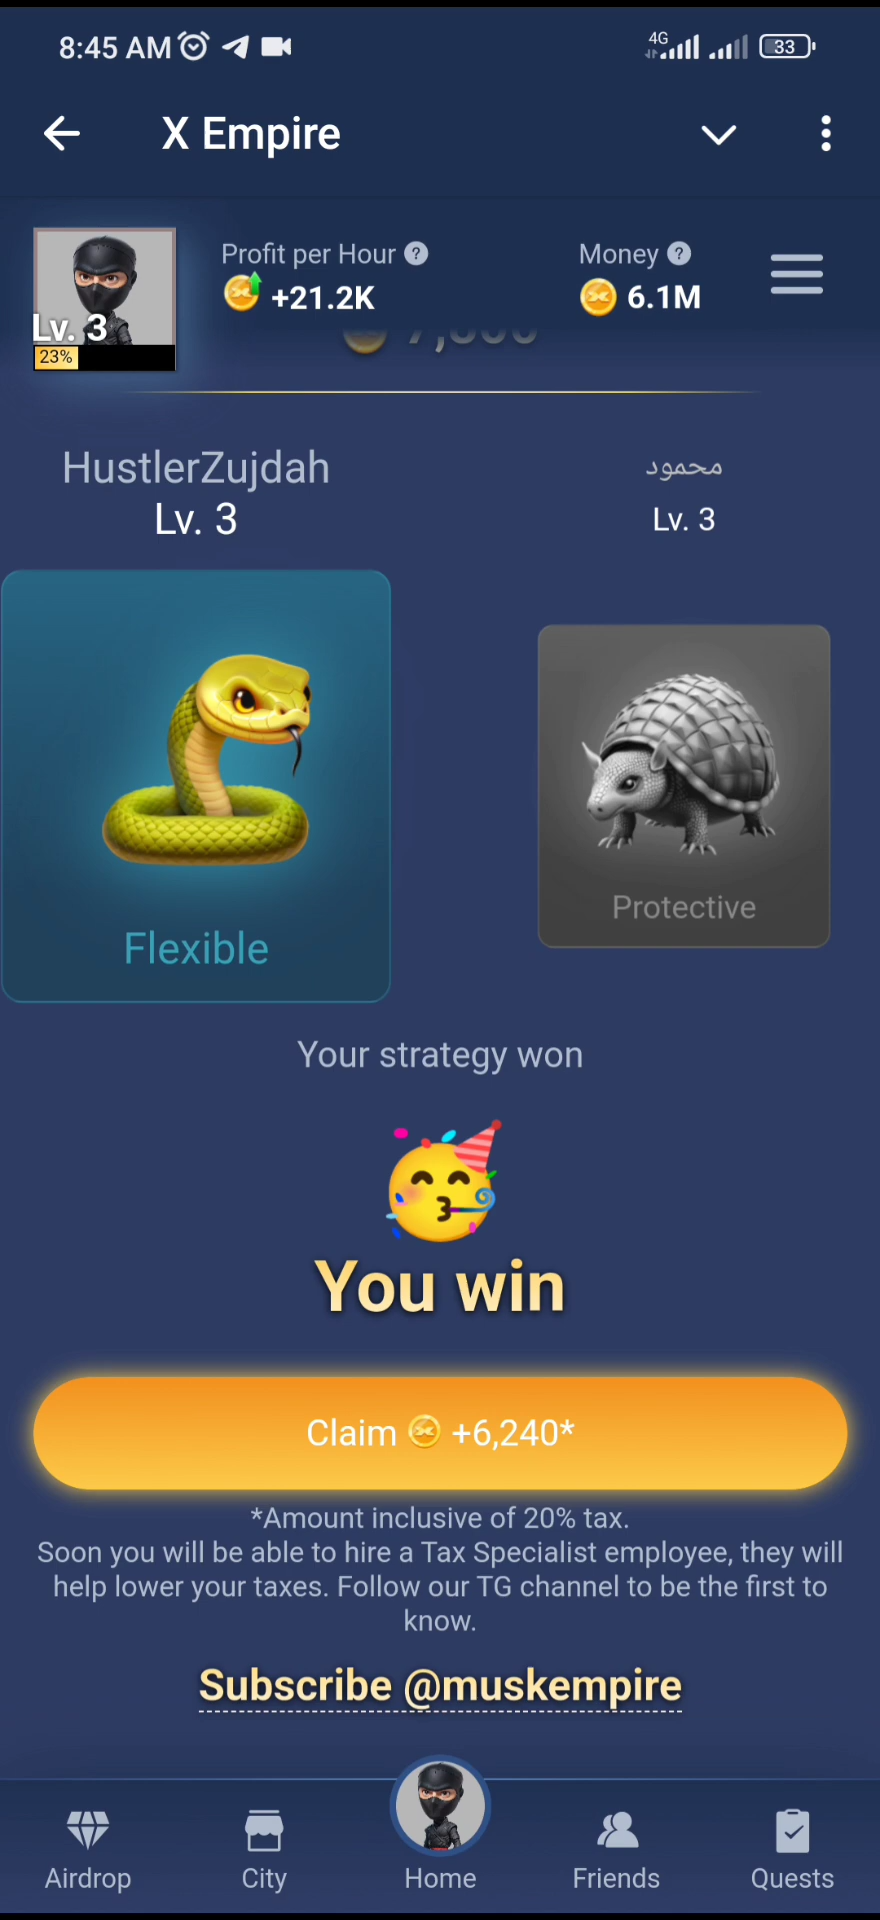 8:45 AM
4G
33
X Empire
Profit per Hour ?
Money ?
+21.2K
6.1M
Lv. 3
23%
HustlerZujdah
محمود
Lv. 3
Lv. 3
Flexible
Protective
Your strategy won
You win
Claim +6,240*
*Amount inclusive of 20% tax.
Soon you will be able to hire a Tax Specialist employee, they will
help lower your taxes. Follow our TG channel to be the first to
know.
Subscribe @muskempire
Airdrop
City
Home
Friends
Quests